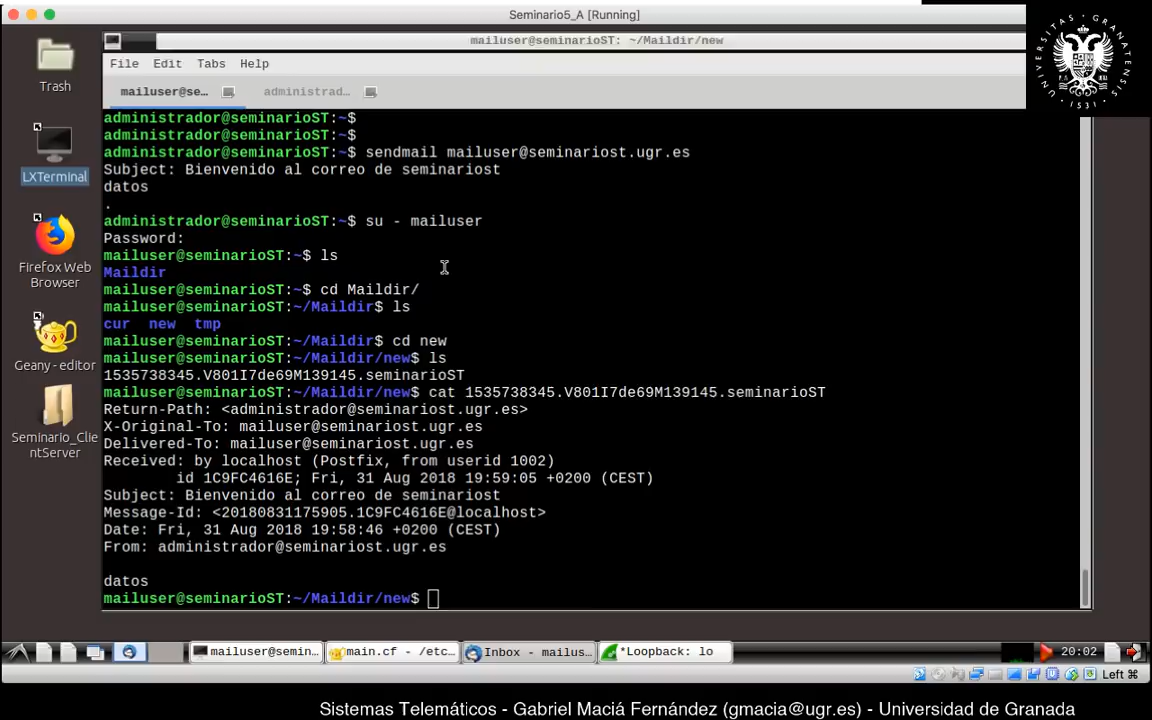 Seminario5_A [Running]
mailuser@seminarioST: ~/Maildir/new
File Edit Tabs Help
mailuser@se... administrad...
Trash
LXTerminal
Firefox Web
Browser
Geany - editor
Seminario_Clie
ntServer
administrador@seminarioST:~$
administrador@seminarioST:~$
administrador@seminarioST:~$ sendmail mailuser@seminariost.ugr.es
Subject: Bienvenido al correo de seminariost
datos
.
administrador@seminarioST:~$ su - mailuser
Password:
mailuser@seminarioST:~$ ls
Maildir
mailuser@seminarioST:~$ cd Maildir/
mailuser@seminarioST:~/Maildir$ ls
cur new tmp
mailuser@seminarioST:~/Maildir$ cd new
mailuser@seminarioST:~/Maildir/new$ ls
1535738345.V801I7de69M139145.seminarioST
mailuser@seminarioST:~/Maildir/new$ cat 1535738345.V801I7de69M139145.seminarioST
Return-Path: <administrador@seminariost.ugr.es>
X-Original-To: mailuser@seminariost.ugr.es
Delivered-To: mailuser@seminariost.ugr.es
Received: by localhost (Postfix, from userid 1002)
id 1C9FC4616E; Fri, 31 Aug 2018 19:59:05 +0200 (CEST)
Subject: Bienvenido al correo de seminariost
Message-Id: <20180831175905.1C9FC4616E@localhost>
Date: Fri, 31 Aug 2018 19:58:46 +0200 (CEST)
From: administrador@seminariost.ugr.es
datos
mailuser@seminarioST:~/Maildir/new$
mailuser@semin... main.cf - /etc... Inbox - mailus... *Loopback: lo 20:02
Left ⌘
UNIVERSITAS GRANATENSIS 1531
Sistemas Telemáticos - Gabriel Maciá Fernández (gmacia@ugr.es) - Universidad de Granada